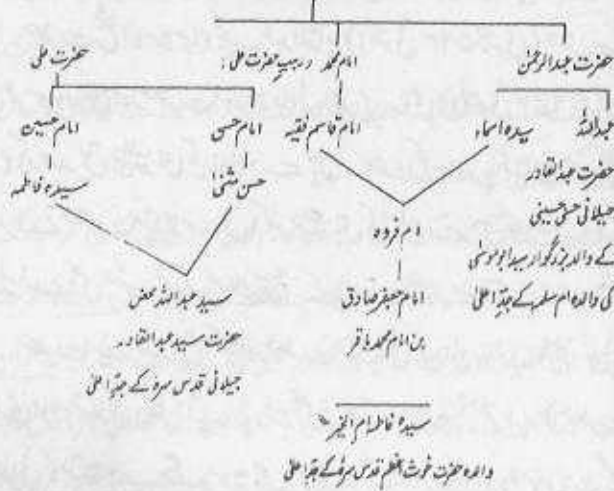 حضرت عبدالرحمٰن
امام محمد ربیب حضرت علی:
حضرت علی
عبداللہ
سیدہ اسماء
امام قاسم فقیہ
امام حسن
امام حسین
حضرت عبدالقادر
جیلانی حسنی حسینی
کے والد بزرگوار سید ابو موسیٰ
کی والدہ ام سلمہ کے جدِّ اعلیٰ
حسن مثنیٰ
سیدہ فاطمہ
ام فروہ
امام جعفر صادق
بن امام محمد باقر
سید عبداللہ محض
حضرت سید عبدالقادر
جیلانی قدس سرہ کے جدِّ اعلیٰ
سیدہ فاطمہ ام الخیر
والدہ حضرت غوث اعظم قدس سرہ کے جدِّ اعلیٰ